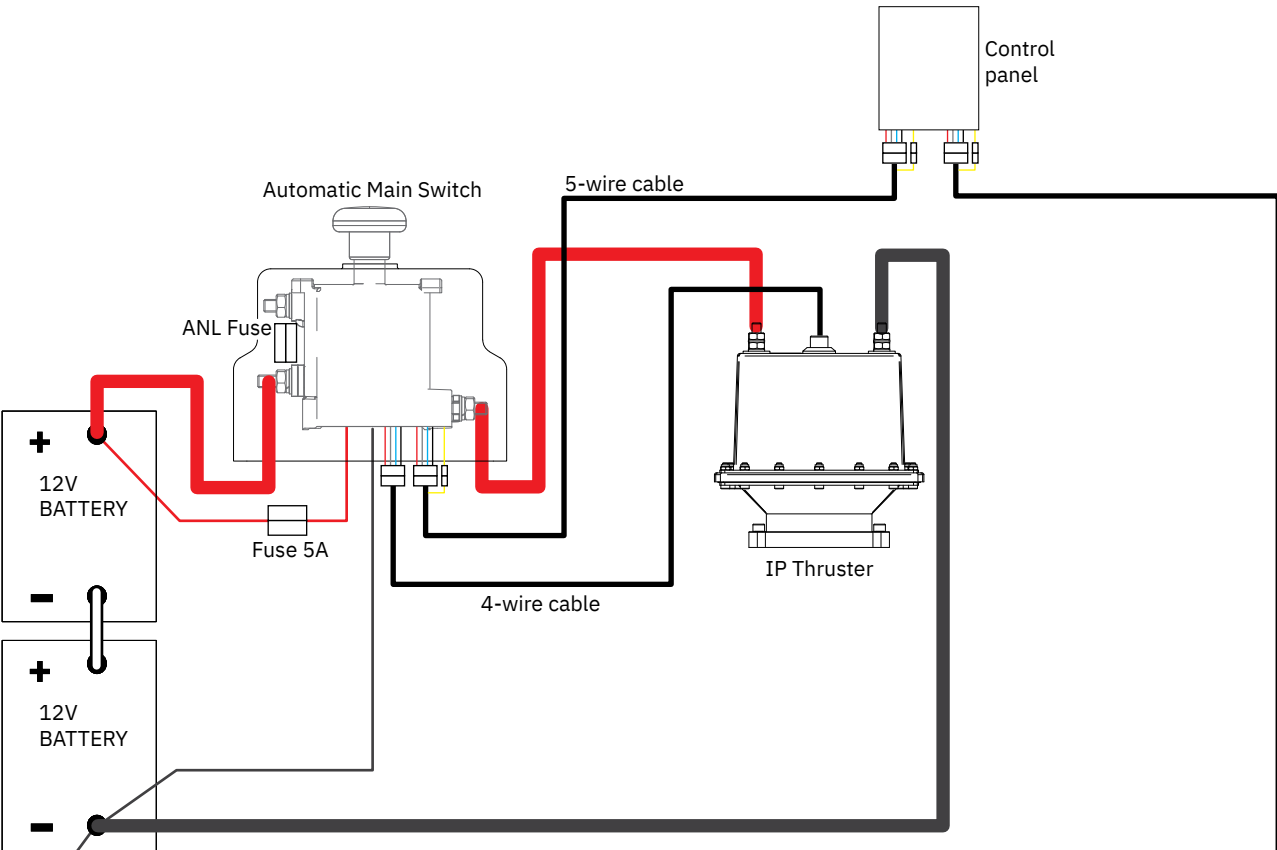 Control
panel
Automatic Main Switch
5-wire cable
ANL Fuse
+
12V
BATTERY
Fuse 5A
-
IP Thruster
4-wire cable
+
12V
BATTERY
-